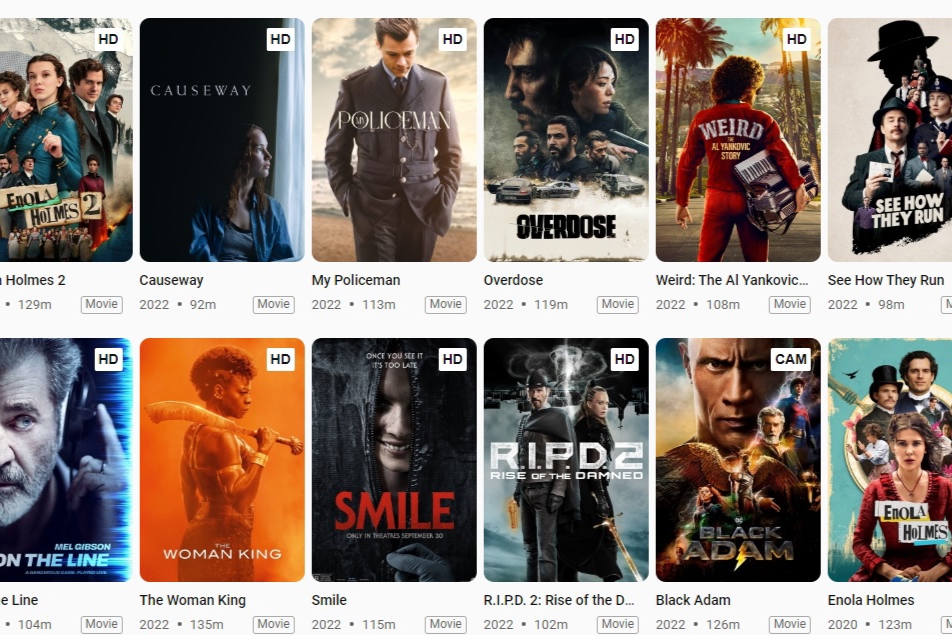 HD
HD
HD
HD
HD
ENOLA
HOLMES 2
CAUSEWAY
MY
POLICEMAN
OVERDOSE
WEIRD
THE
AL YANKOVIC
STORY
SEE HOW
THEY RUN
Holmes 2
Causeway
My Policeman
Overdose
Weird: The Al Yankovic...
See How They Run
• 129m
Movie
2022 • 92m
Movie
2022 • 113m
Movie
2022 • 119m
Movie
2022 • 108m
Movie
2022 • 98m
HD
HD
HD
HD
CAM
MEL GIBSON
ON THE LINE
A DANGEROUS GAME. PLAYED LIVE.
THE
WOMAN KING
ONCE YOU SEE IT
IT'S TOO LATE
SMILE
ONLY IN THEATRES SEPTEMBER 30
R.I.P.D. 2
RISE OF THE DAMNED
DC
BLACK
ADAM
ENOLA
HOLMES
e Line
The Woman King
Smile
R.I.P.D. 2: Rise of the D...
Black Adam
Enola Holmes
• 104m
Movie
2022 • 135m
Movie
2022 • 115m
Movie
2022 • 102m
Movie
2022 • 126m
Movie
2020 • 123m